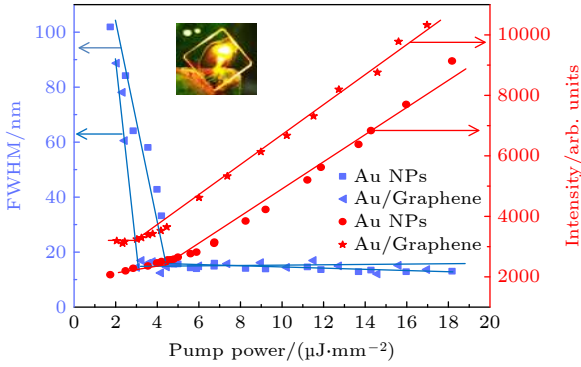 100
80
60
40
20
0
FWHM/nm
10000
8000
6000
4000
2000
Intensity/arb. units
Au NPs
Au/Graphene
Au NPs
Au/Graphene
0 2 4 6 8 10 12 14 16 18 20
Pump power/(µJ·mm−2)